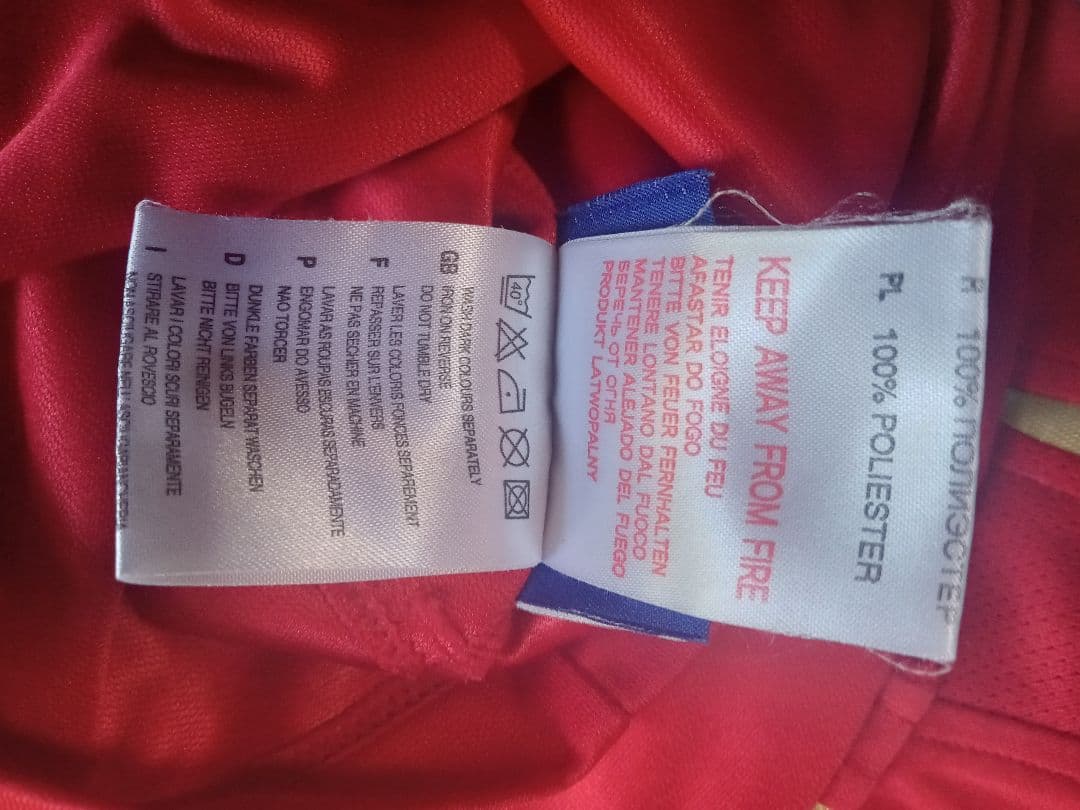 R 100% ПОЛИЭСТЕР
PL 100% POLIESTER
KEEP AWAY FROM FIRE
TENIR ÉLOIGNE DU FEU
AFASTAR DO FOGO
BITTE VON FEUER FERNHALTEN
TENERE LONTANO DAL FUOCO
MANTENER ALEJADO DEL FUEGO
БЕРЕЧЬ ОТ ОГНЯ
PRODUKT LATWOPALNY
40°
WASH DARK COLOURS SEPARATELY
GB IRON ON REVERSE
DO NOT TUMBLE DRY
LAVER LES COLORIS FONCES SEPAREMENT
F REPASSER SUR L'ENVERS
NE PAS SECHER EN MACHINE
LAVAR AS ROUPAS ESCURAS SEPARADAMENTE
P ENGOMAR DO AVESSO
NAO TORCER
DUNKLE FARBEN SEPARAT WASCHEN
D BITTE VON LINKS BUGELN
BITTE NICHT REINIGEN
LAVAR I COLORI SCURI SEPARAMENTE
I STIRARE AL ROVESCIO